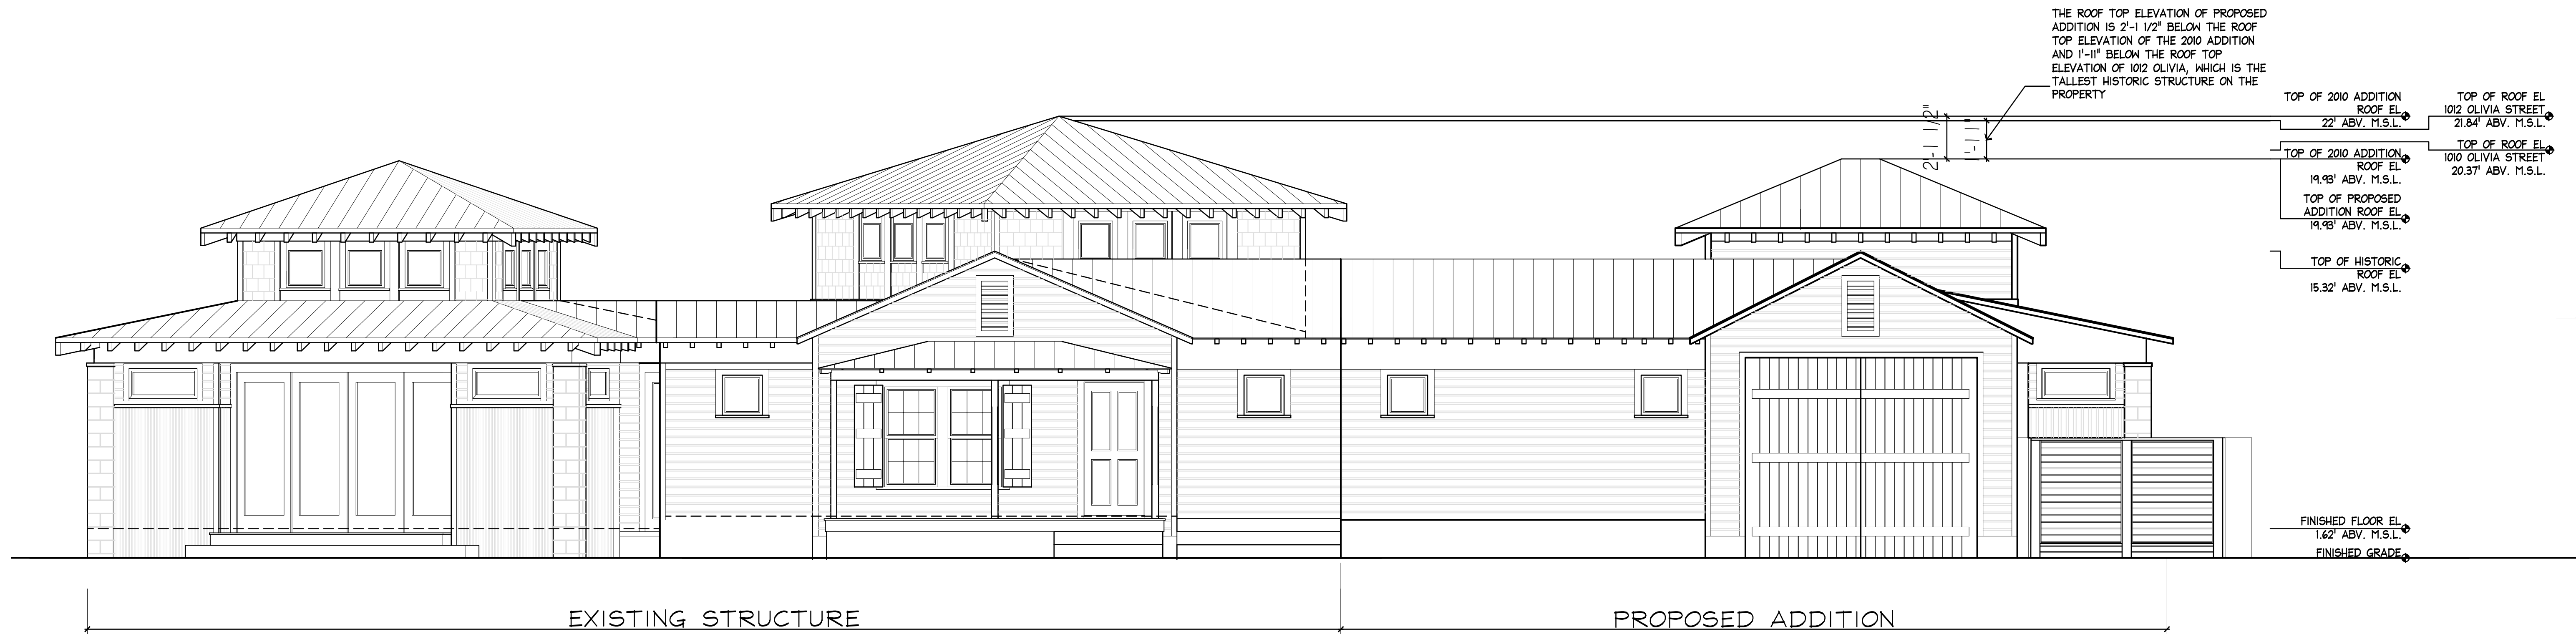 THE ROOF TOP ELEVATION OF PROPOSED
ADDITION IS 2'-1 1/2" BELOW THE ROOF
TOP ELEVATION OF THE 2010 ADDITION
AND 1'-11" BELOW THE ROOF TOP
ELEVATION OF 1012 OLIVIA, WHICH IS THE
TALLEST HISTORIC STRUCTURE ON THE
PROPERTY
2'-1 1/2"
1'-11"
TOP OF 2010 ADDITION
ROOF EL
22' ABV. M.S.L.
TOP OF ROOF EL
1012 OLIVIA STREET
21.84' ABV. M.S.L.
TOP OF 2010 ADDITION
ROOF EL
19.93' ABV. M.S.L.
TOP OF ROOF EL
1010 OLIVIA STREET
20.37' ABV. M.S.L.
TOP OF PROPOSED
ADDITION ROOF EL
19.93' ABV. M.S.L.
TOP OF HISTORIC
ROOF EL
15.32' ABV. M.S.L.
FINISHED FLOOR EL
1.62' ABV. M.S.L.
FINISHED GRADE
EXISTING STRUCTURE
PROPOSED ADDITION